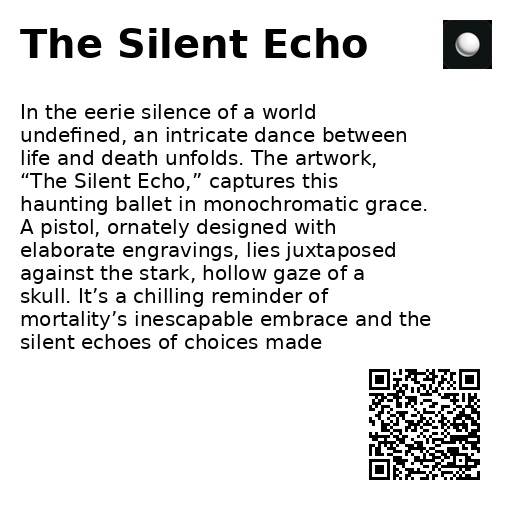 The Silent Echo
In the eerie silence of a world
undefined, an intricate dance between
life and death unfolds. The artwork,
“The Silent Echo,” captures this
haunting ballet in monochromatic grace.
A pistol, ornately designed with
elaborate engravings, lies juxtaposed
against the stark, hollow gaze of a
skull. It’s a chilling reminder of
mortality’s inescapable embrace and the
silent echoes of choices made